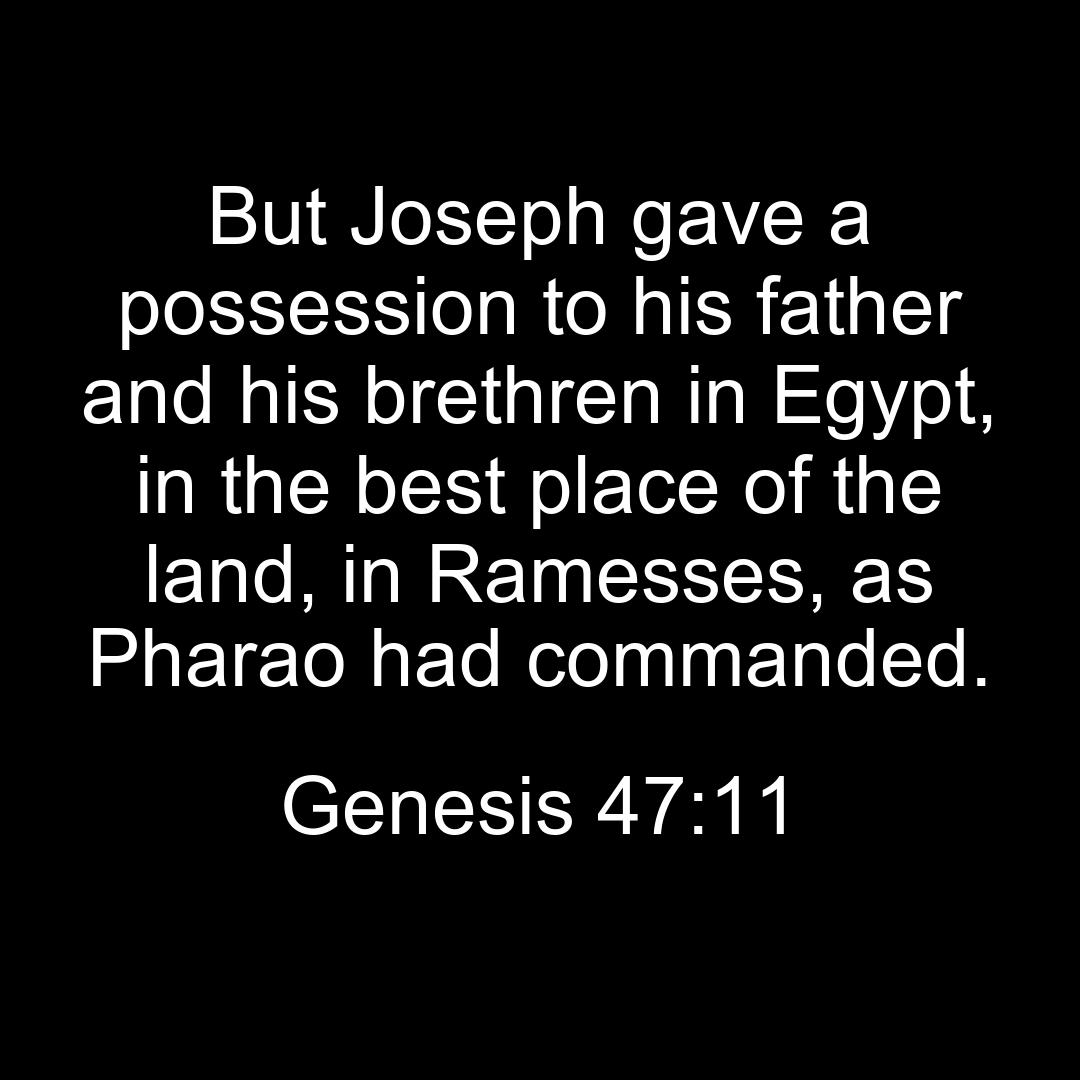 But Joseph gave a
possession to his father
and his brethren in Egypt,
in the best place of the
land, in Ramesses, as
Pharao had commanded.
Genesis 47:11